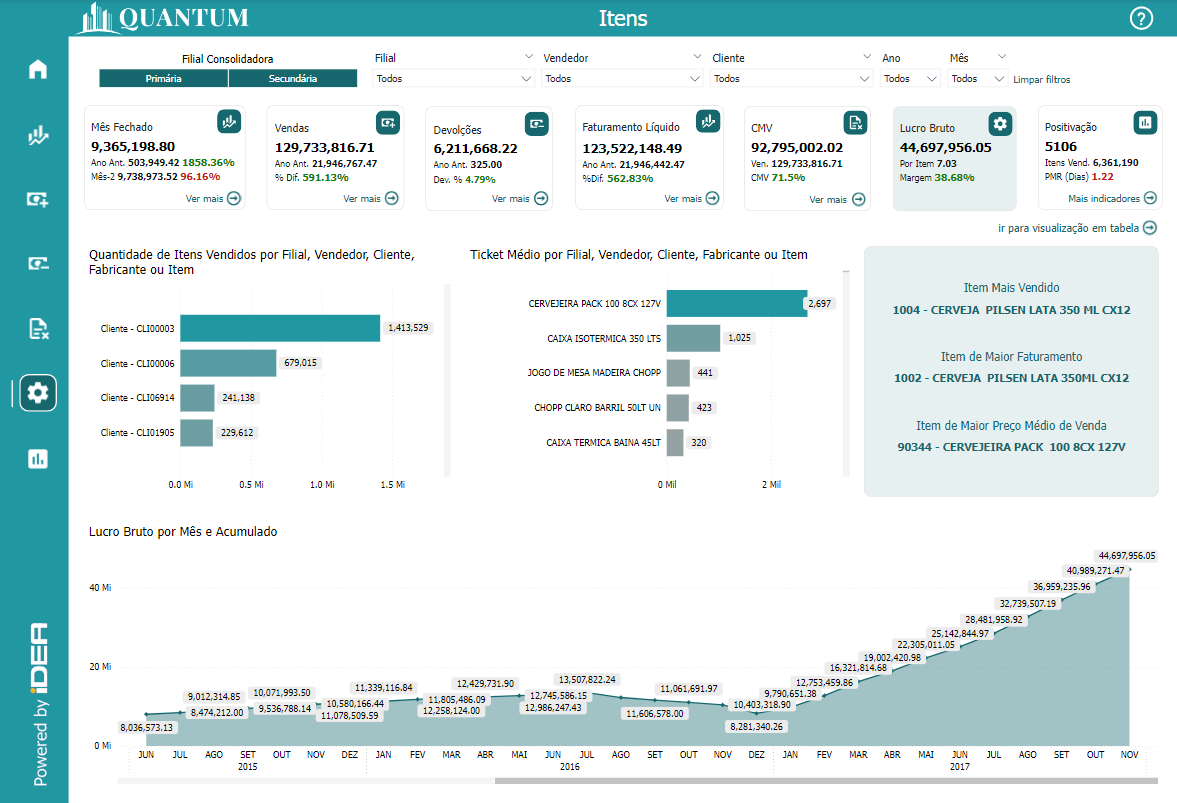 QUANTUM
Itens
?
Filial Consolidadora
Primária Secundária
Filial
Todos
Vendedor
Todos
Cliente
Todos
Ano
Todos
Mês
Todos
Limpar filtros
Mês Fechado
9,365,198.80
Ano Ant. 503,949.42 1858.36%
Mês-2 9,738,973.52 96.16%
Ver mais
Vendas
129,733,816.71
Ano Ant. 21,946,767.47
% Dif. 591.13%
Ver mais
Devolções
6,211,668.22
Ano Ant. 325.00
Dev. % 4.79%
Ver mais
Faturamento Líquido
123,522,148.49
Ano Ant. 21,946,442.47
%Dif. 562.83%
Ver mais
CMV
92,795,002.02
Ven. 129,733,816.71
CMV 71.5%
Ver mais
Lucro Bruto
44,697,956.05
Por Item 7.03
Margem 38.68%
Positivação
5106
Itens Vend. 6,361,190
PMR (Dias) 1.22
Mais indicadores
ir para visualização em tabela
Quantidade de Itens Vendidos por Filial, Vendedor, Cliente,
Fabricante ou Item
Cliente - CLI00003 1,413,529
Cliente - CLI00006 679,015
Cliente - CLI06914 241,138
Cliente - CLI01905 229,612
0.0 Mi 0.5 Mi 1.0 Mi 1.5 Mi
Ticket Médio por Filial, Vendedor, Cliente, Fabricante ou Item
CERVEJEIRA PACK 100 8CX 127V 2,697
CAIXA ISOTERMICA 350 LTS 1,025
JOGO DE MESA MADEIRA CHOPP 441
CHOPP CLARO BARRIL 50LT UN 423
CAIXA TERMICA BAINA 45LT 320
0 Mil 2 Mil
Item Mais Vendido
1004 - CERVEJA PILSEN LATA 350 ML CX12
Item de Maior Faturamento
1002 - CERVEJA PILSEN LATA 350ML CX12
Item de Maior Preço Médio de Venda
90344 - CERVEJEIRA PACK 100 8CX 127V
Lucro Bruto por Mês e Acumulado
40 Mi
20 Mi
0 Mi
8,036,573.13
8,474,212.00
9,012,314.85
9,536,788.14
10,071,993.50
10,580,166.44
11,078,509.59
11,339,116.84
11,805,486.09
12,258,124.00
12,429,731.90
12,745,586.15
12,986,247.43
13,507,822.24
11,606,578.00
11,061,691.97
10,403,318.90
8,281,340.26
9,790,651.38
12,753,459.86
16,321,814.68
19,002,420.98
22,305,011.05
25,142,844.97
28,481,958.92
32,739,507.19
36,959,235.96
40,989,271.47
44,697,956.05
JUN JUL AGO SET OUT NOV DEZ JAN FEV MAR ABR MAI JUN JUL AGO SET OUT NOV DEZ JAN FEV MAR ABR MAI JUN JUL AGO SET OUT NOV
2015 2016 2017
Powered by iDEA